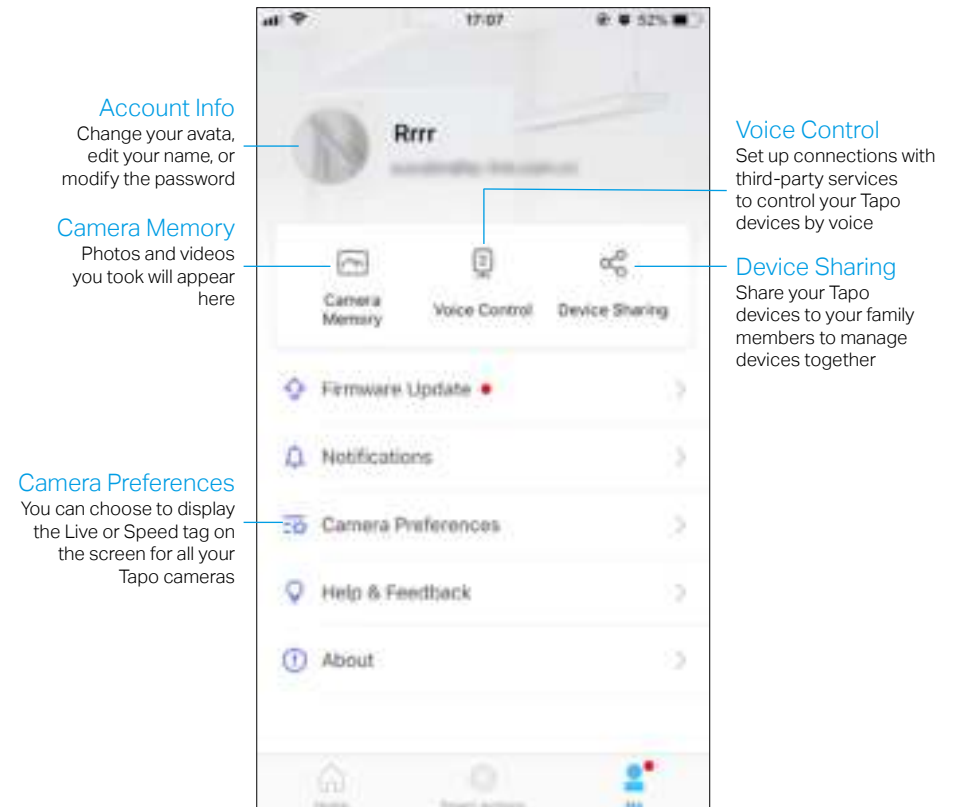 17:07
52%
Account Info
Change your avata,
edit your name, or
modify the password
Rrrr
Camera Memory
Photos and videos
you took will appear
here
Voice Control
Set up connections with
third-party services
to control your Tapo
devices by voice
Device Sharing
Share your Tapo
devices to your family
members to manage
devices together
Camera
Memory
Voice Control
Device Sharing
Firmware Update
Notifications
Camera Preferences
You can choose to display
the Live or Speed tag on
the screen for all your
Tapo cameras
Camera Preferences
Help & Feedback
About